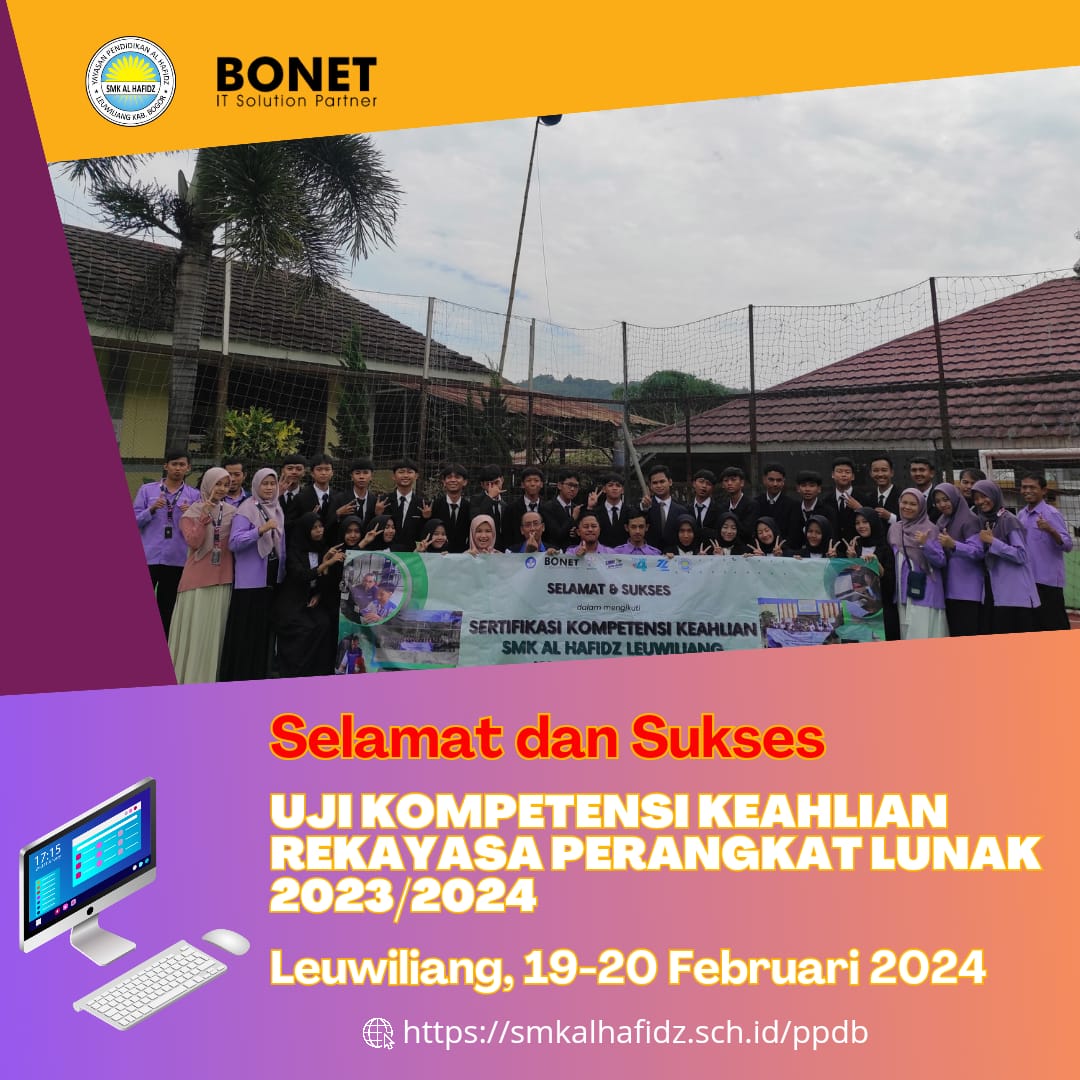 YAYASAN PENDIDIKAN AL HAFIDZ
SMK AL HAFIDZ
LEUWILIANG KAB. BOGOR
BONET
IT Solution Partner
BONET
SELAMAT & SUKSES
dalam mengikuti
SERTIFIKASI KOMPETENSI KEAHLIAN
SMK AL HAFIDZ LEUWILIANG
Selamat dan Sukses
UJI KOMPETENSI KEAHLIAN
REKAYASA PERANGKAT LUNAK
2023/2024
17:15
Leuwiliang, 19-20 Februari 2024
https://smkalhafidz.sch.id/ppdb